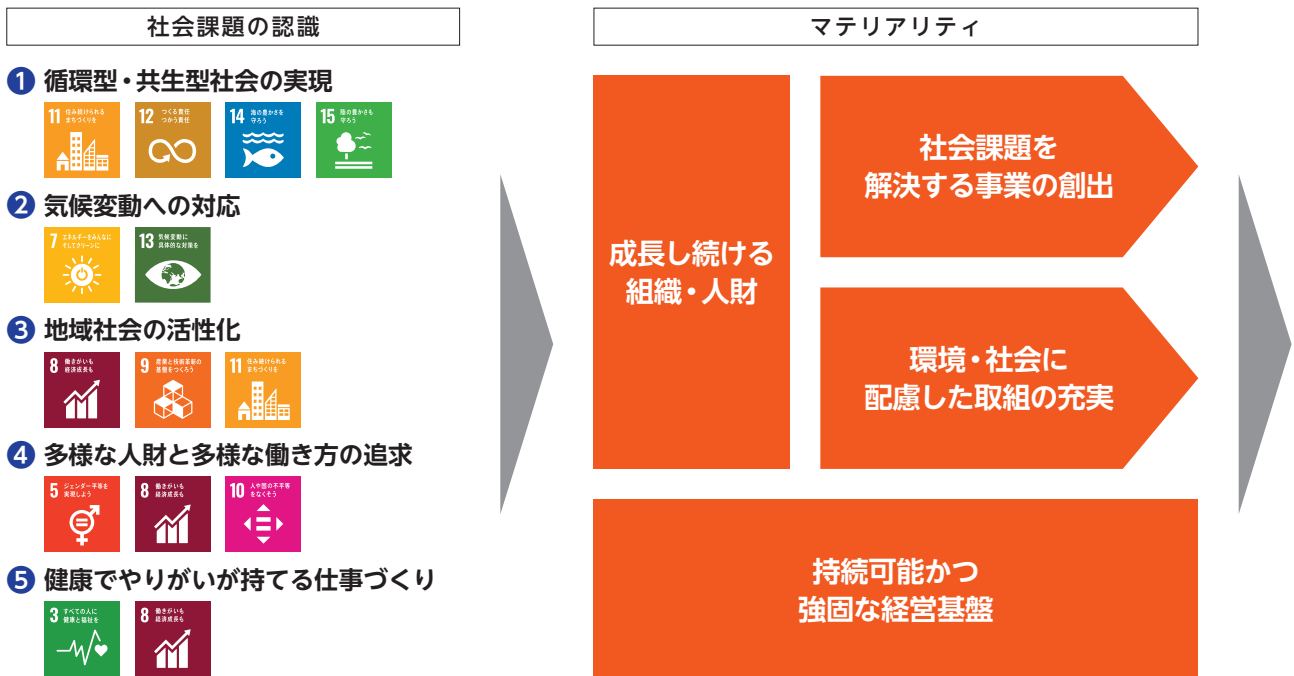 社会課題の認識
❶ 循環型・共生型社会の実現
11 住み続けられる
まちづくりを
12 つくる責任
つかう責任
14 海の豊かさを
守ろう
15 陸の豊かさも
守ろう
❷ 気候変動への対応
7 エネルギーをみんなに
そしてクリーンに
13 気候変動に
具体的な対策を
❸ 地域社会の活性化
8 働きがいも
経済成長も
9 産業と技術革新の
基盤をつくろう
11 住み続けられる
まちづくりを
❹ 多様な人財と多様な働き方の追求
5 ジェンダー平等を
実現しよう
8 働きがいも
経済成長も
10 人や国の不平等
をなくそう
❺ 健康でやりがいが持てる仕事づくり
3 すべての人に
健康と福祉を
8 働きがいも
経済成長も
マテリアリティ
成長し続ける
組織・人財
社会課題を
解決する事業の創出
環境・社会に
配慮した取組の充実
持続可能かつ
強固な経営基盤